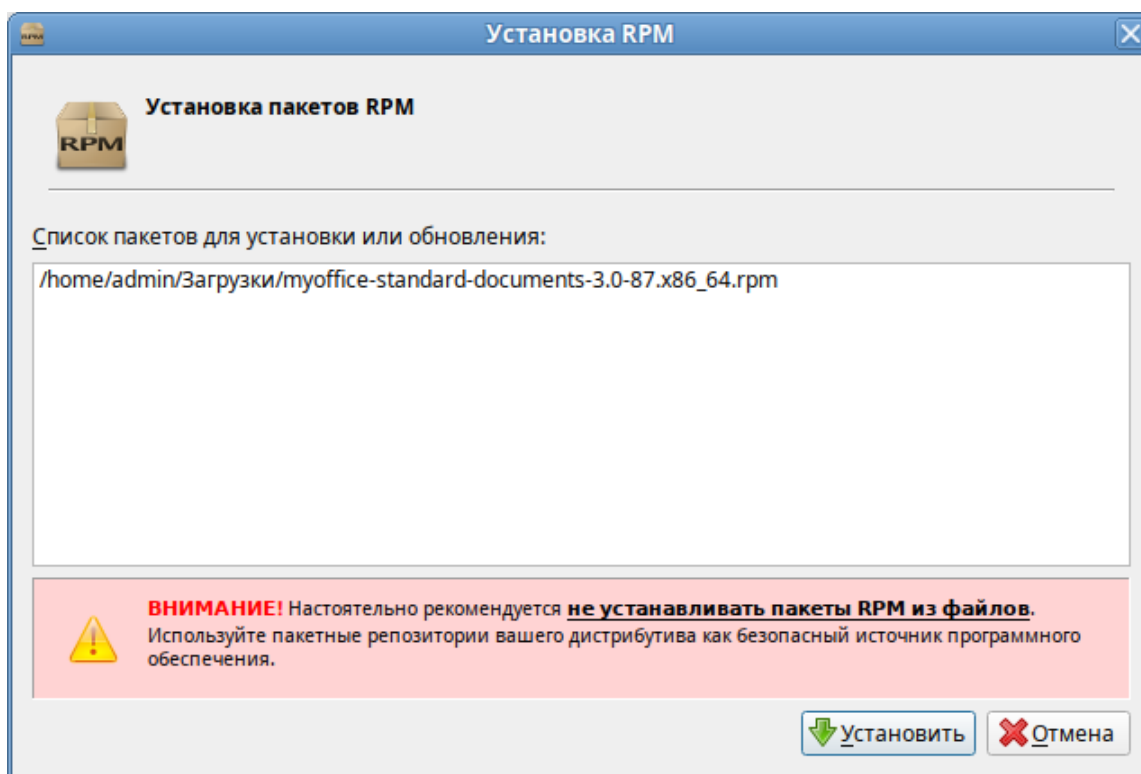 Установка RPM
Установка пакетов RPM
RPM
Список пакетов для установки или обновления:
/home/admin/Загрузки/myoffice-standard-documents-3.0-87.x86_64.rpm
ВНИМАНИЕ! Настоятельно рекомендуется не устанавливать пакеты RPM из файлов.
Используйте пакетные репозитории вашего дистрибутива как безопасный источник программного
обеспечения.
Установить
Отмена